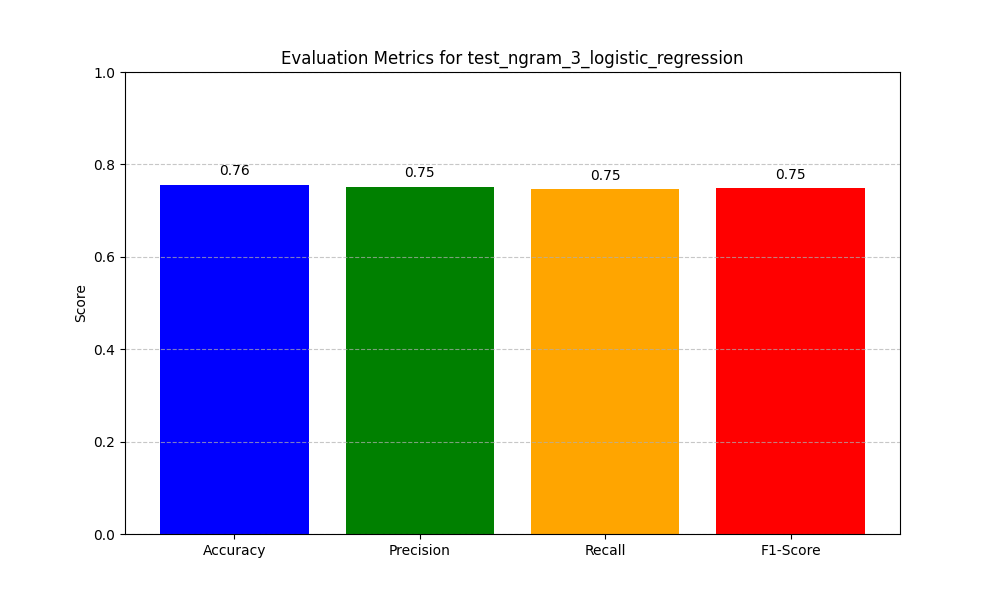 Evaluation Metrics for test_ngram_3_logistic_regression
1.0
0.8
0.6
0.4
0.2
0.0
Score
0.76
0.75
0.75
0.75
Accuracy
Precision
Recall
F1-Score